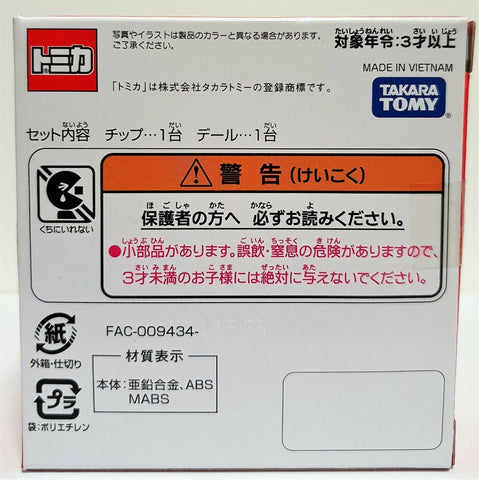 トミカ
写真やイラストは製品のカラーと異なる場合があります。
ご了承ください。
「トミカ」は株式会社タカラトミーの登録商標です。
たいしょうねんれい さい いじょう
対象年令:3才以上
MADE IN VIETNAM
TAKARA
TOMY
ないよう だい だい
セット内容 チップ…1台 デール…1台
くちにいれない
警告(けいこく)
ほごしゃ かた かなら よ
保護者の方へ 必ずお読みください。
しょうぶひん ごいん ちっそく きけん
●小部品があります。誤飲・窒息の危険がありますので、
さい みまん こさま ぜったい あた
3才未満のお子様には絶対に与えないでください。
紙
外箱・仕切り
FAC-009434-
材質表示
本体:亜鉛合金、ABS
MABS
プラ
袋:ポリエチレン